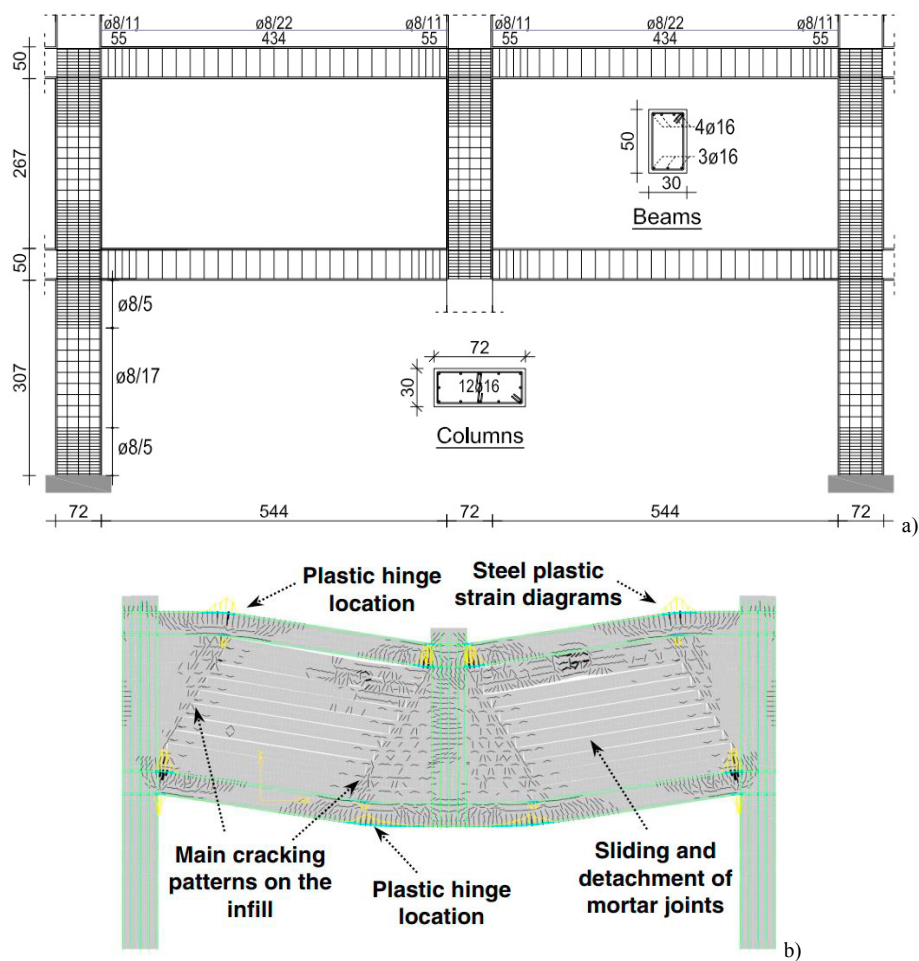 ø8/11 ø8/22 ø8/11 ø8/11 ø8/22 ø8/11
55 434 55 55 434 55
50
267
50
307
4ø16
3ø16
50
30
Beams
ø8/5
ø8/17
ø8/5
72
30
12ø16
Columns
72 544 72 544 72
a)
Plastic hinge
location
Steel plastic
strain diagrams
Main cracking
patterns on the
infill
Plastic hinge
location
Sliding and
detachment of
mortar joints
b)